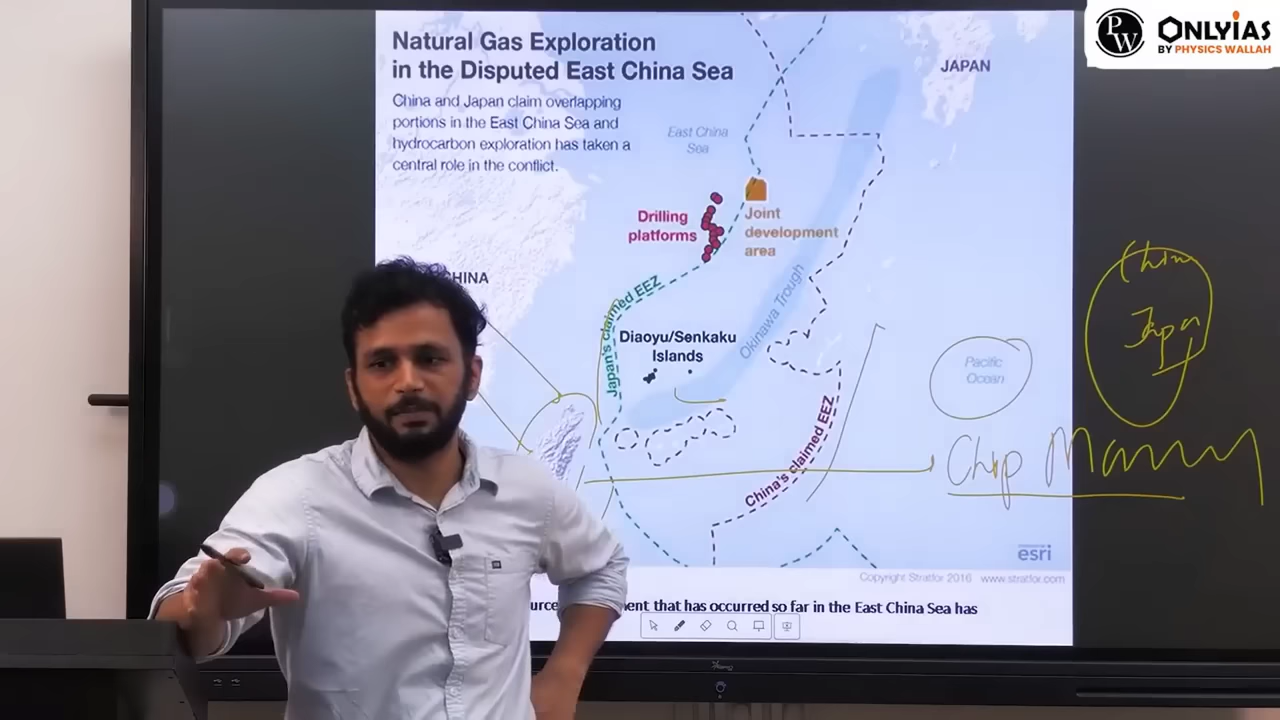 PW
ONLYIAS
BY PHYSICS WALLAH
Natural Gas Exploration
in the Disputed East China Sea
China and Japan claim overlapping
portions in the East China Sea and
hydrocarbon exploration has taken a
central role in the conflict.
JAPAN
East China
Sea
Drilling
platforms
Joint
development
area
CHINA
Japan's claimed EEZ
Okinawa Trough
Diaoyu/Senkaku
Islands
China's claimed EEZ
Pacific
Ocean
China
Japan
Chip
esri
Copyright Stratfor 2016 www.stratfor.com
that has occurred so far in the East China Sea has